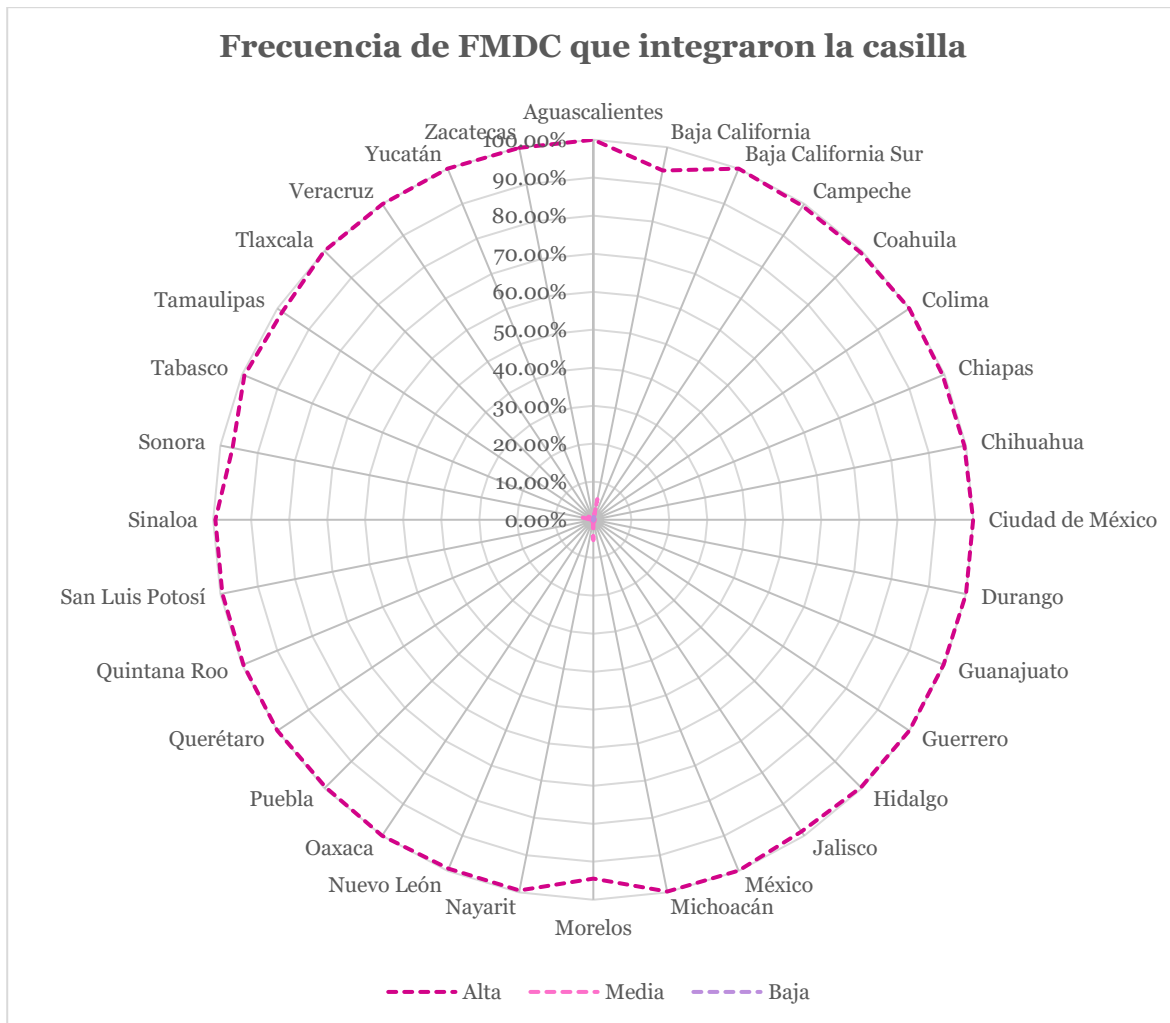 Frecuencia de FMDC que integraron la casilla
Aguascalientes
Baja California
Baja California Sur
Campeche
Coahuila
Colima
Chiapas
Chihuahua
Ciudad de México
Durango
Guanajuato
Guerrero
Hidalgo
Jalisco
México
Michoacán
Morelos
Nayarit
Nuevo León
Oaxaca
Puebla
Querétaro
Quintana Roo
San Luis Potosí
Sinaloa
Sonora
Tabasco
Tamaulipas
Tlaxcala
Veracruz
Yucatán
Zacatecas
100.00%
90.00%
80.00%
70.00%
60.00%
50.00%
40.00%
30.00%
20.00%
10.00%
0.00%
Alta Media Baja